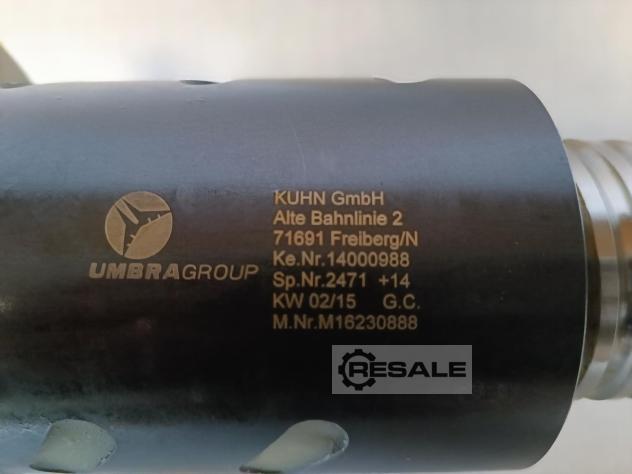 UMBRAGROUP
KUHN GmbH
Alte Bahnlinie 2
71691 Freiberg/N
Ke.Nr.14000988
Sp.Nr.2471 +14
KW 02/15 G.C.
M.Nr.M16230888
RESALE